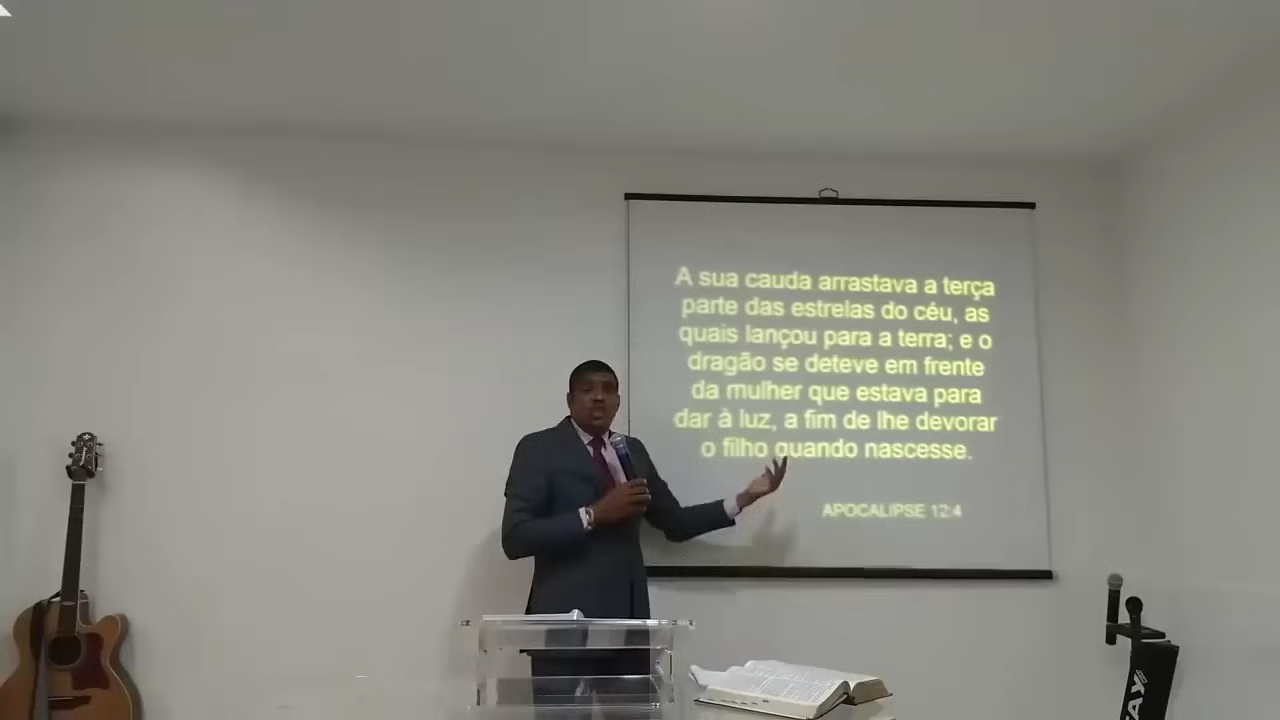 A sua cauda arrastava a terça
parte das estrelas do céu, as
quais lançou para a terra; e o
dragão se deteve em frente
da mulher que estava para
dar à luz, a fim de lhe devorar
o filho quando nascesse.
APOCALIPSE 12:4
AY